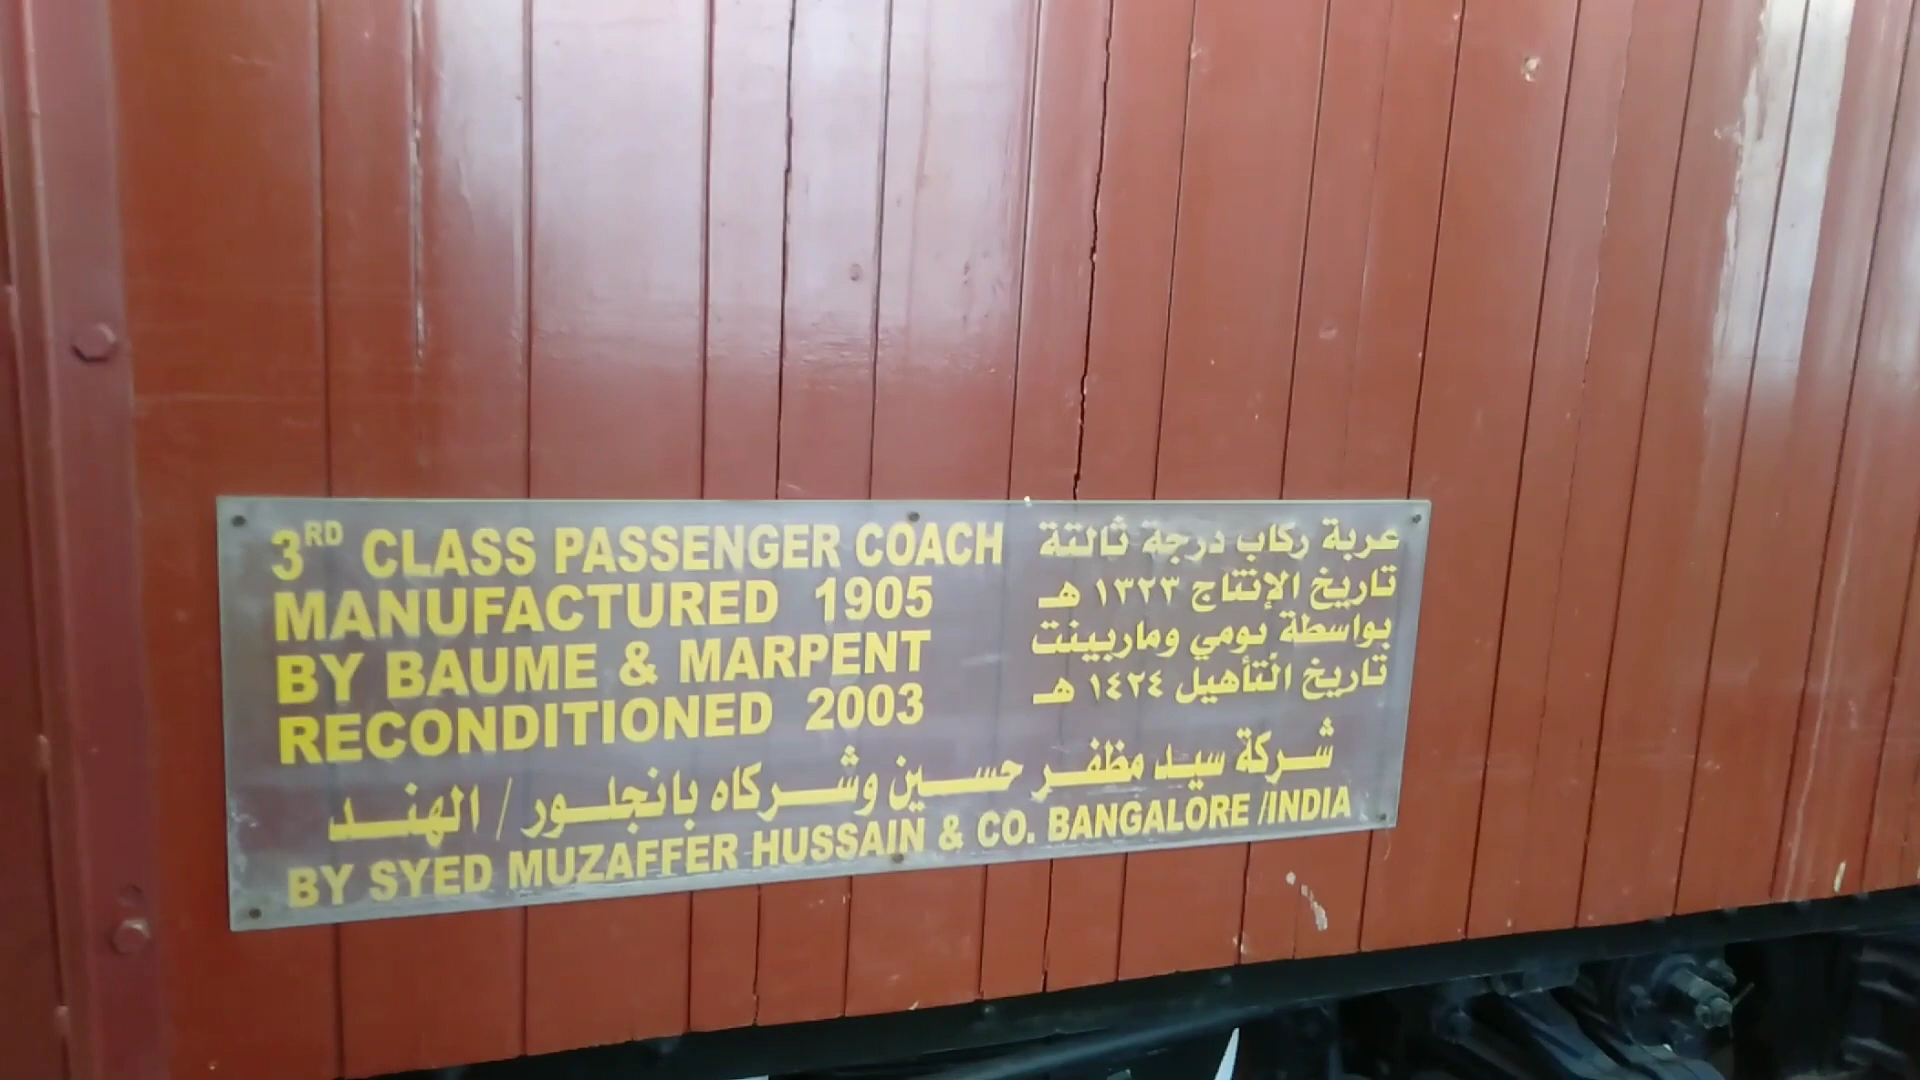 3RD CLASS PASSENGER COACH
MANUFACTURED 1905
BY BAUME & MARPENT
RECONDITIONED 2003
عربة ركاب درجة ثالثة
تاريخ الإنتاج ١٣٢٣ هـ
بواسطة بومي وماربينت
تاريخ التأهيل ١٤٢٤ هـ
شركة سيد مظفر حسين وشركاه بانجلور / الهند
BY SYED MUZAFFER HUSSAIN & CO. BANGALORE /INDIA